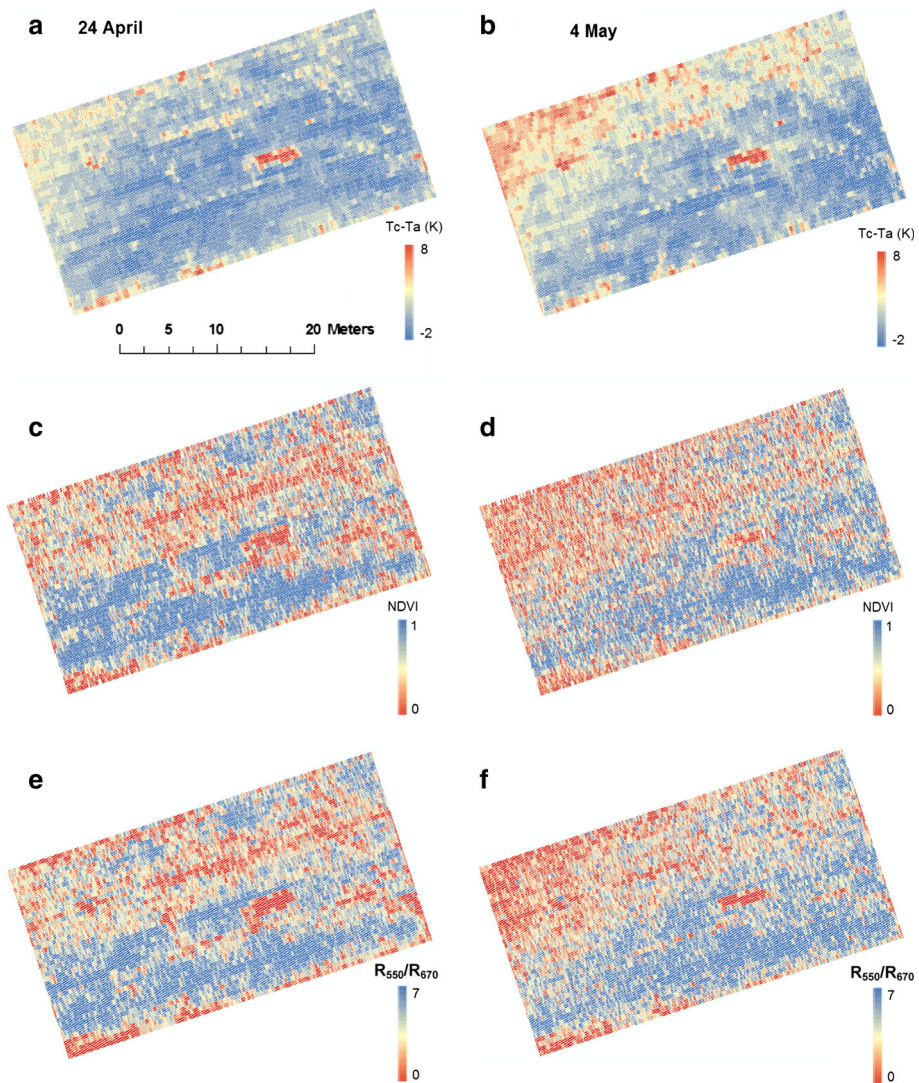 a 24 April
b 4 May
Tc-Ta (K)
8
-2
Tc-Ta (K)
8
-2
0 5 10 20 Meters
c
d
NDVI
1
0
NDVI
1
0
e
f
R550/R670
7
0
R550/R670
7
0